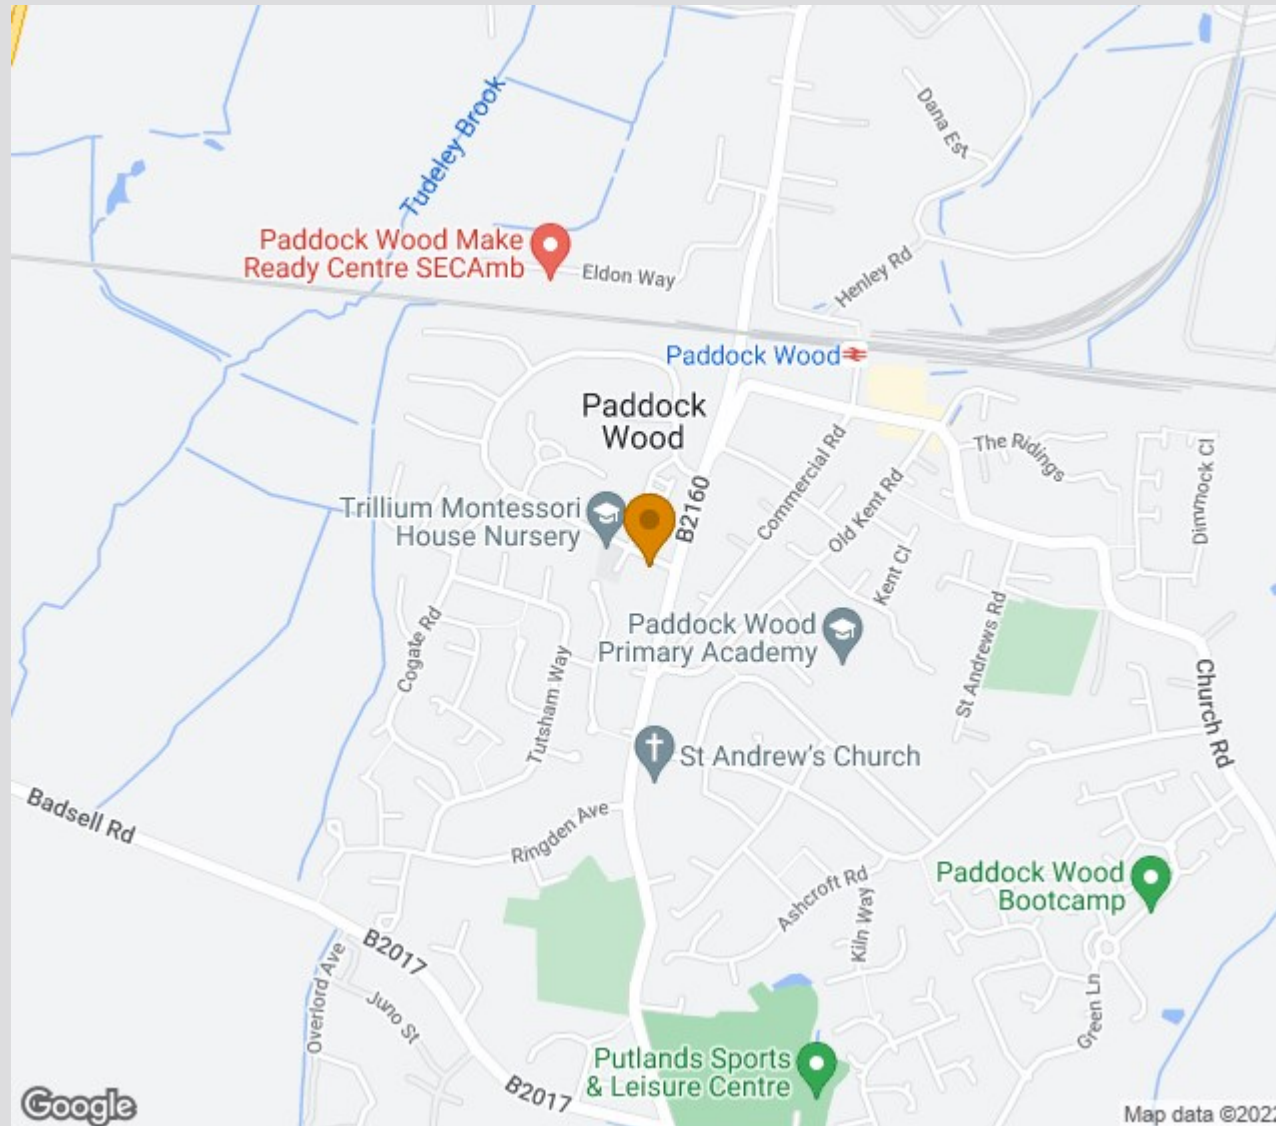 Dana Est
Tudeley Brook
Paddock Wood Make
Ready Centre SECAmb
Eldon Way
Henley Rd
Paddock Wood
Paddock
Wood
The Ridings
Dimmock Cl
Commercial Rd
Old Kent Rd
B2160
Trillium Montessori
House Nursery
Kent Cl
Cogate Rd
Paddock Wood
Primary Academy
St Andrews Rd
Tutsham Way
Church Rd
St Andrew's Church
Badsell Rd
Ringden Ave
Paddock Wood
Bootcamp
Ashcroft Rd
Kiln Way
B2017
Overlord Ave
Juno St
Green Ln
Putlands Sports
& Leisure Centre
B2017
Google
Map data ©2022